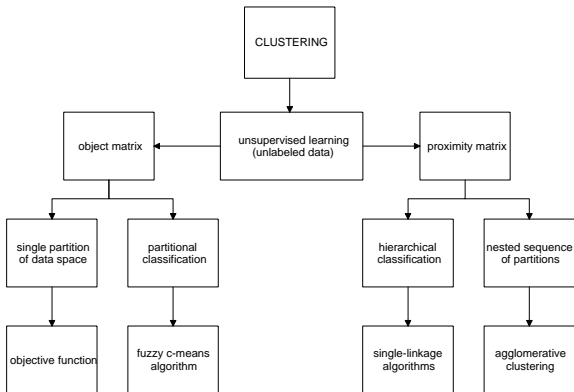 CLUSTERING
object matrix
unsupervised learning
(unlabeled data)
proximity matrix
single partition
of data space
partitional
classification
hierarchical
classification
nested sequence
of partitions
objective function
fuzzy c-means
algorithm
single-linkage
algorithms
agglomerative
clustering